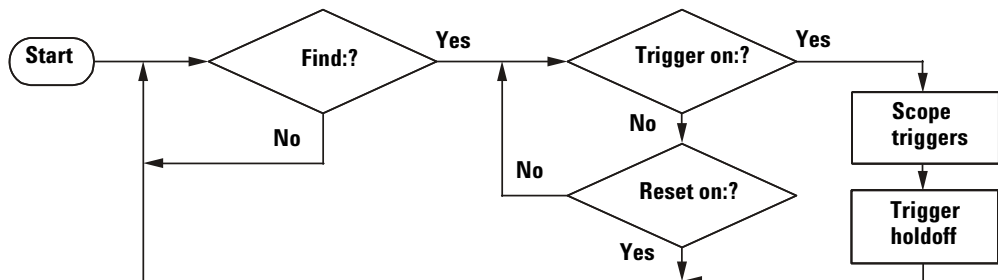 Start
Find:?
Yes
No
Trigger on:?
Yes
No
Reset on:?
No
Yes
Scope
triggers
Trigger
holdoff